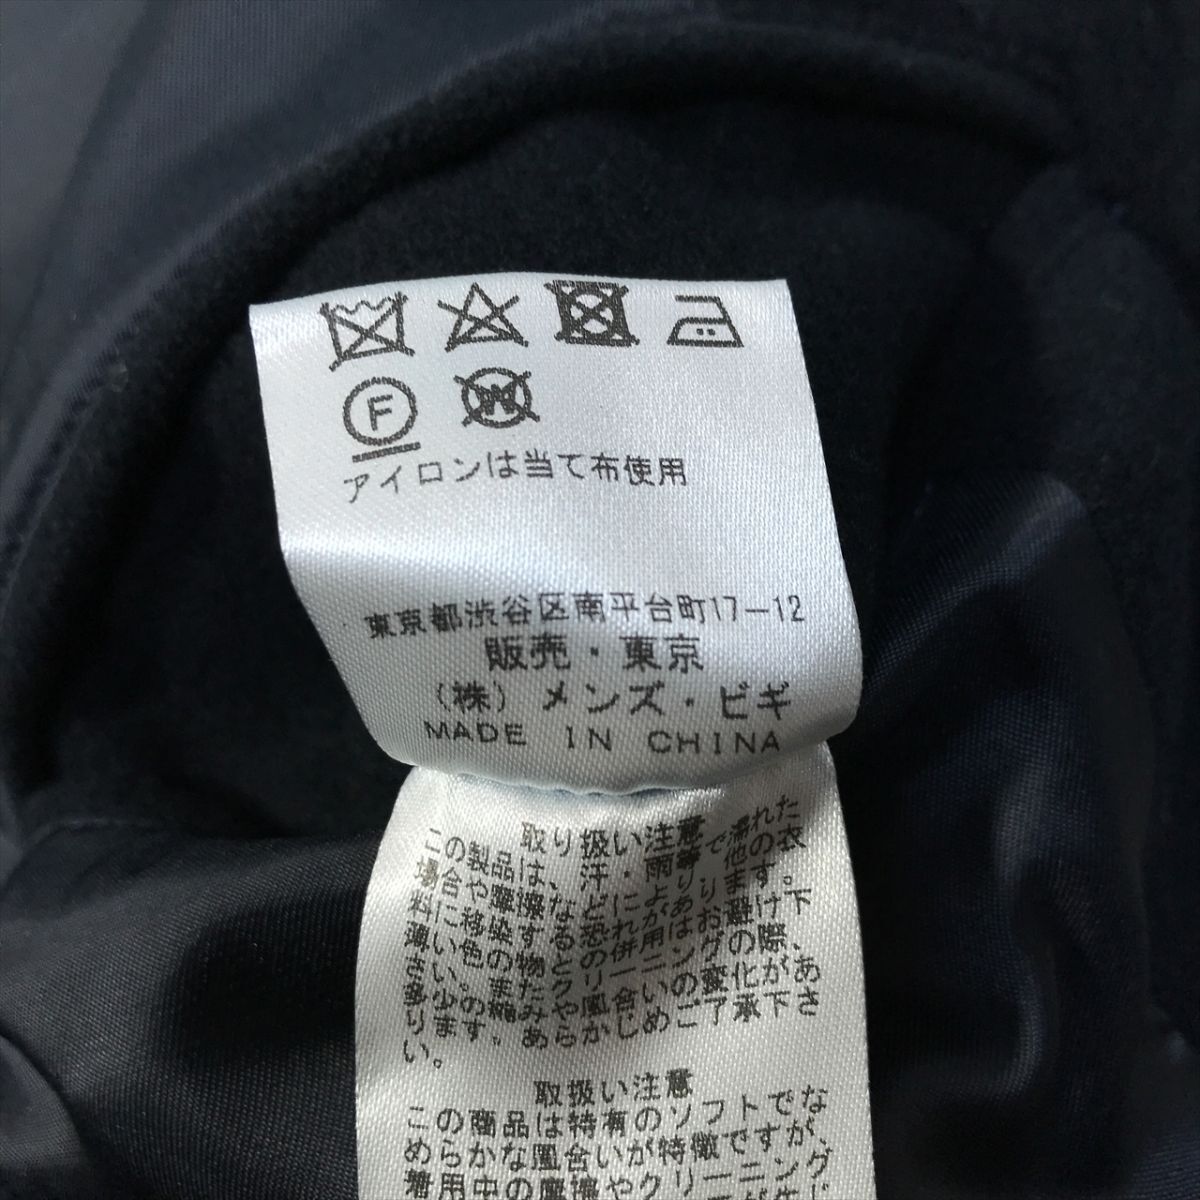 F W
アイロンは当て布使用
東京都渋谷区南平台町17-12
販売・東京
(株) メンズ・ビギ
MADE IN CHINA
取り扱い注意
この製品は、汗・雨等で濡れた
場合や摩擦などにより、他の衣
料に移染する恐れがあります。
薄い色の物との併用はお避け下
さい。またクリーニングの際、
多少の縮みや風合いの変化があ
ります。あらかじめご了承下さ
い。
取扱い注意
この商品は特有のソフトでな
めらかな風合いが特徴ですが、
着用中の摩擦やクリーニング